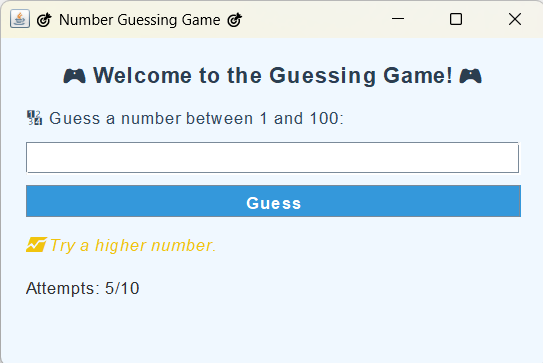 🎯 Number Guessing Game 🎯
🎮 Welcome to the Guessing Game! 🎮
🔢 Guess a number between 1 and 100:
Guess
📈 Try a higher number.
Attempts: 5/10